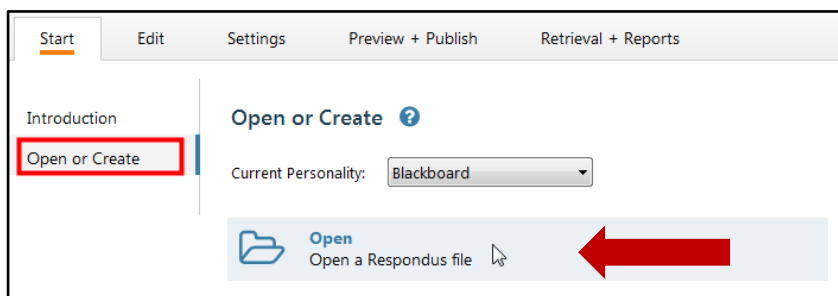 Start Edit Settings Preview + Publish Retrieval + Reports
Introduction
Open or Create
Open or Create ?
Current Personality: Blackboard
Open
Open a Respondus file